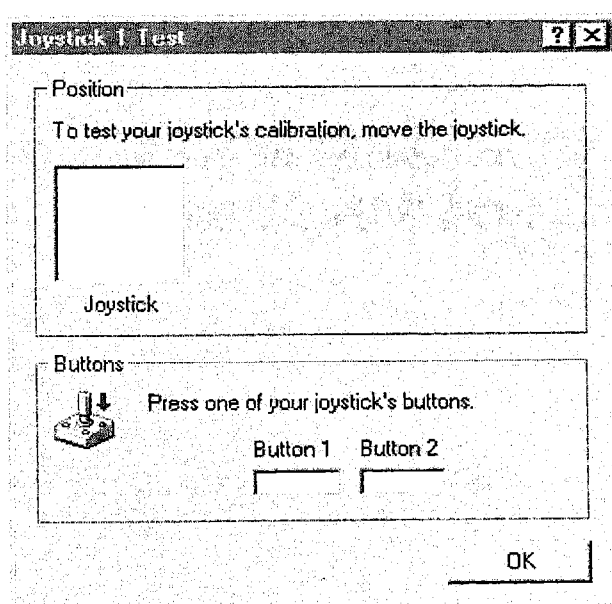 Joystick 1 Test
Position
To test your joystick's calibration, move the joystick.
Joystick
Buttons
Press one of your joystick's buttons.
Button 1 Button 2
OK